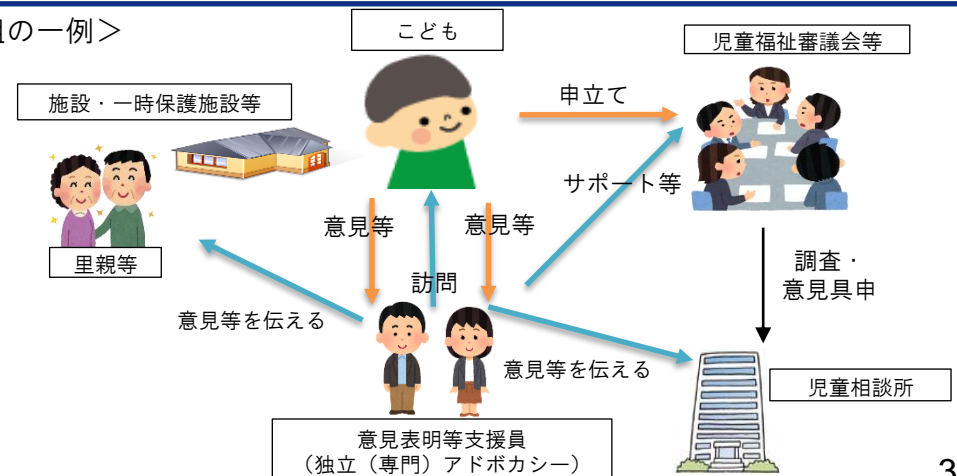 の一例＞
こども
児童福祉審議会等
施設・一時保護施設等
申立て
サポート等
意見等
意見等
里親等
訪問
調査・
意見具申
意見等を伝える
意見等を伝える
児童相談所
意見表明等支援員
（独立（専門）アドボカシー）
3